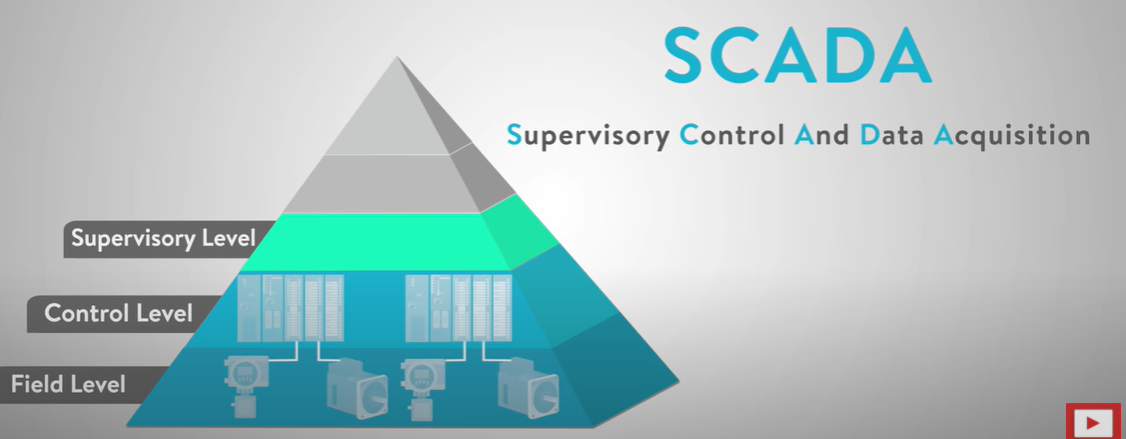 SCADA
Supervisory Control And Data Acquisition
Supervisory Level
Control Level
Field Level